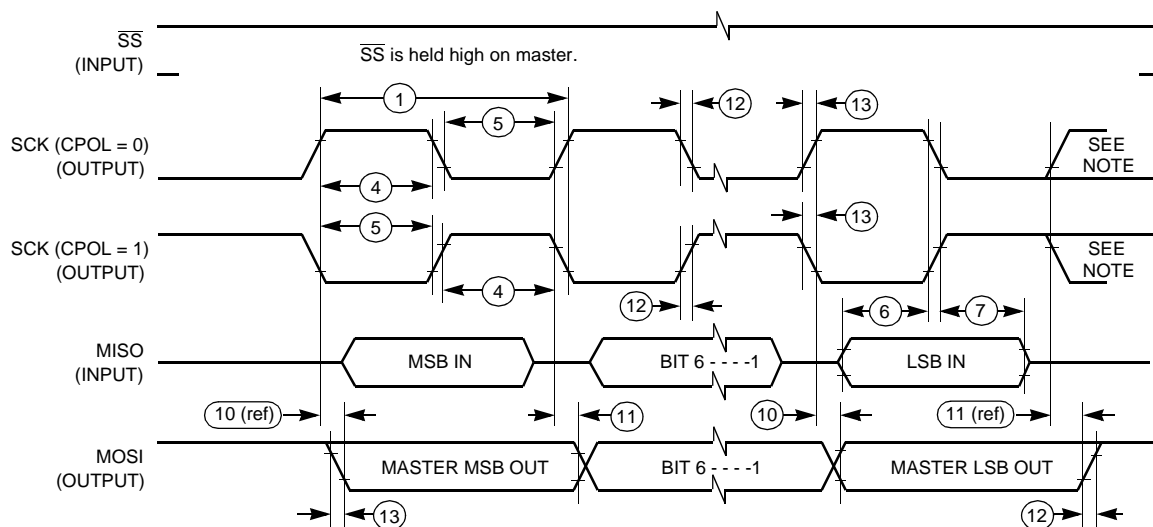 SS
(INPUT)
SS is held high on master.
1
5
12
13
SCK (CPOL = 0)
(OUTPUT)
SEE
NOTE
4
5
13
SCK (CPOL = 1)
(OUTPUT)
SEE
NOTE
4
12
6
7
MISO
(INPUT)
MSB IN
BIT 6 - - - -1
LSB IN
10 (ref)
11
10
11 (ref)
MOSI
(OUTPUT)
MASTER MSB OUT
BIT 6 - - - -1
MASTER LSB OUT
13
12